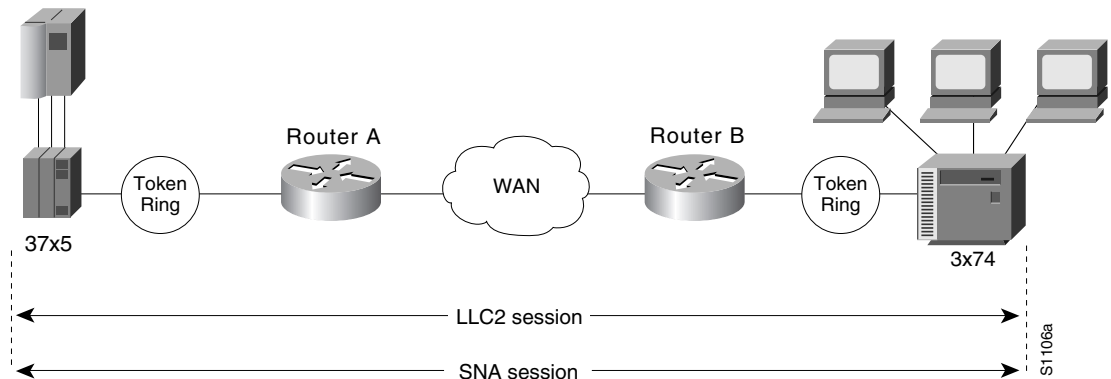 Router A
Router B
Token
Ring
WAN
Token
Ring
37x5
3x74
LLC2 session
SNA session
S1106a